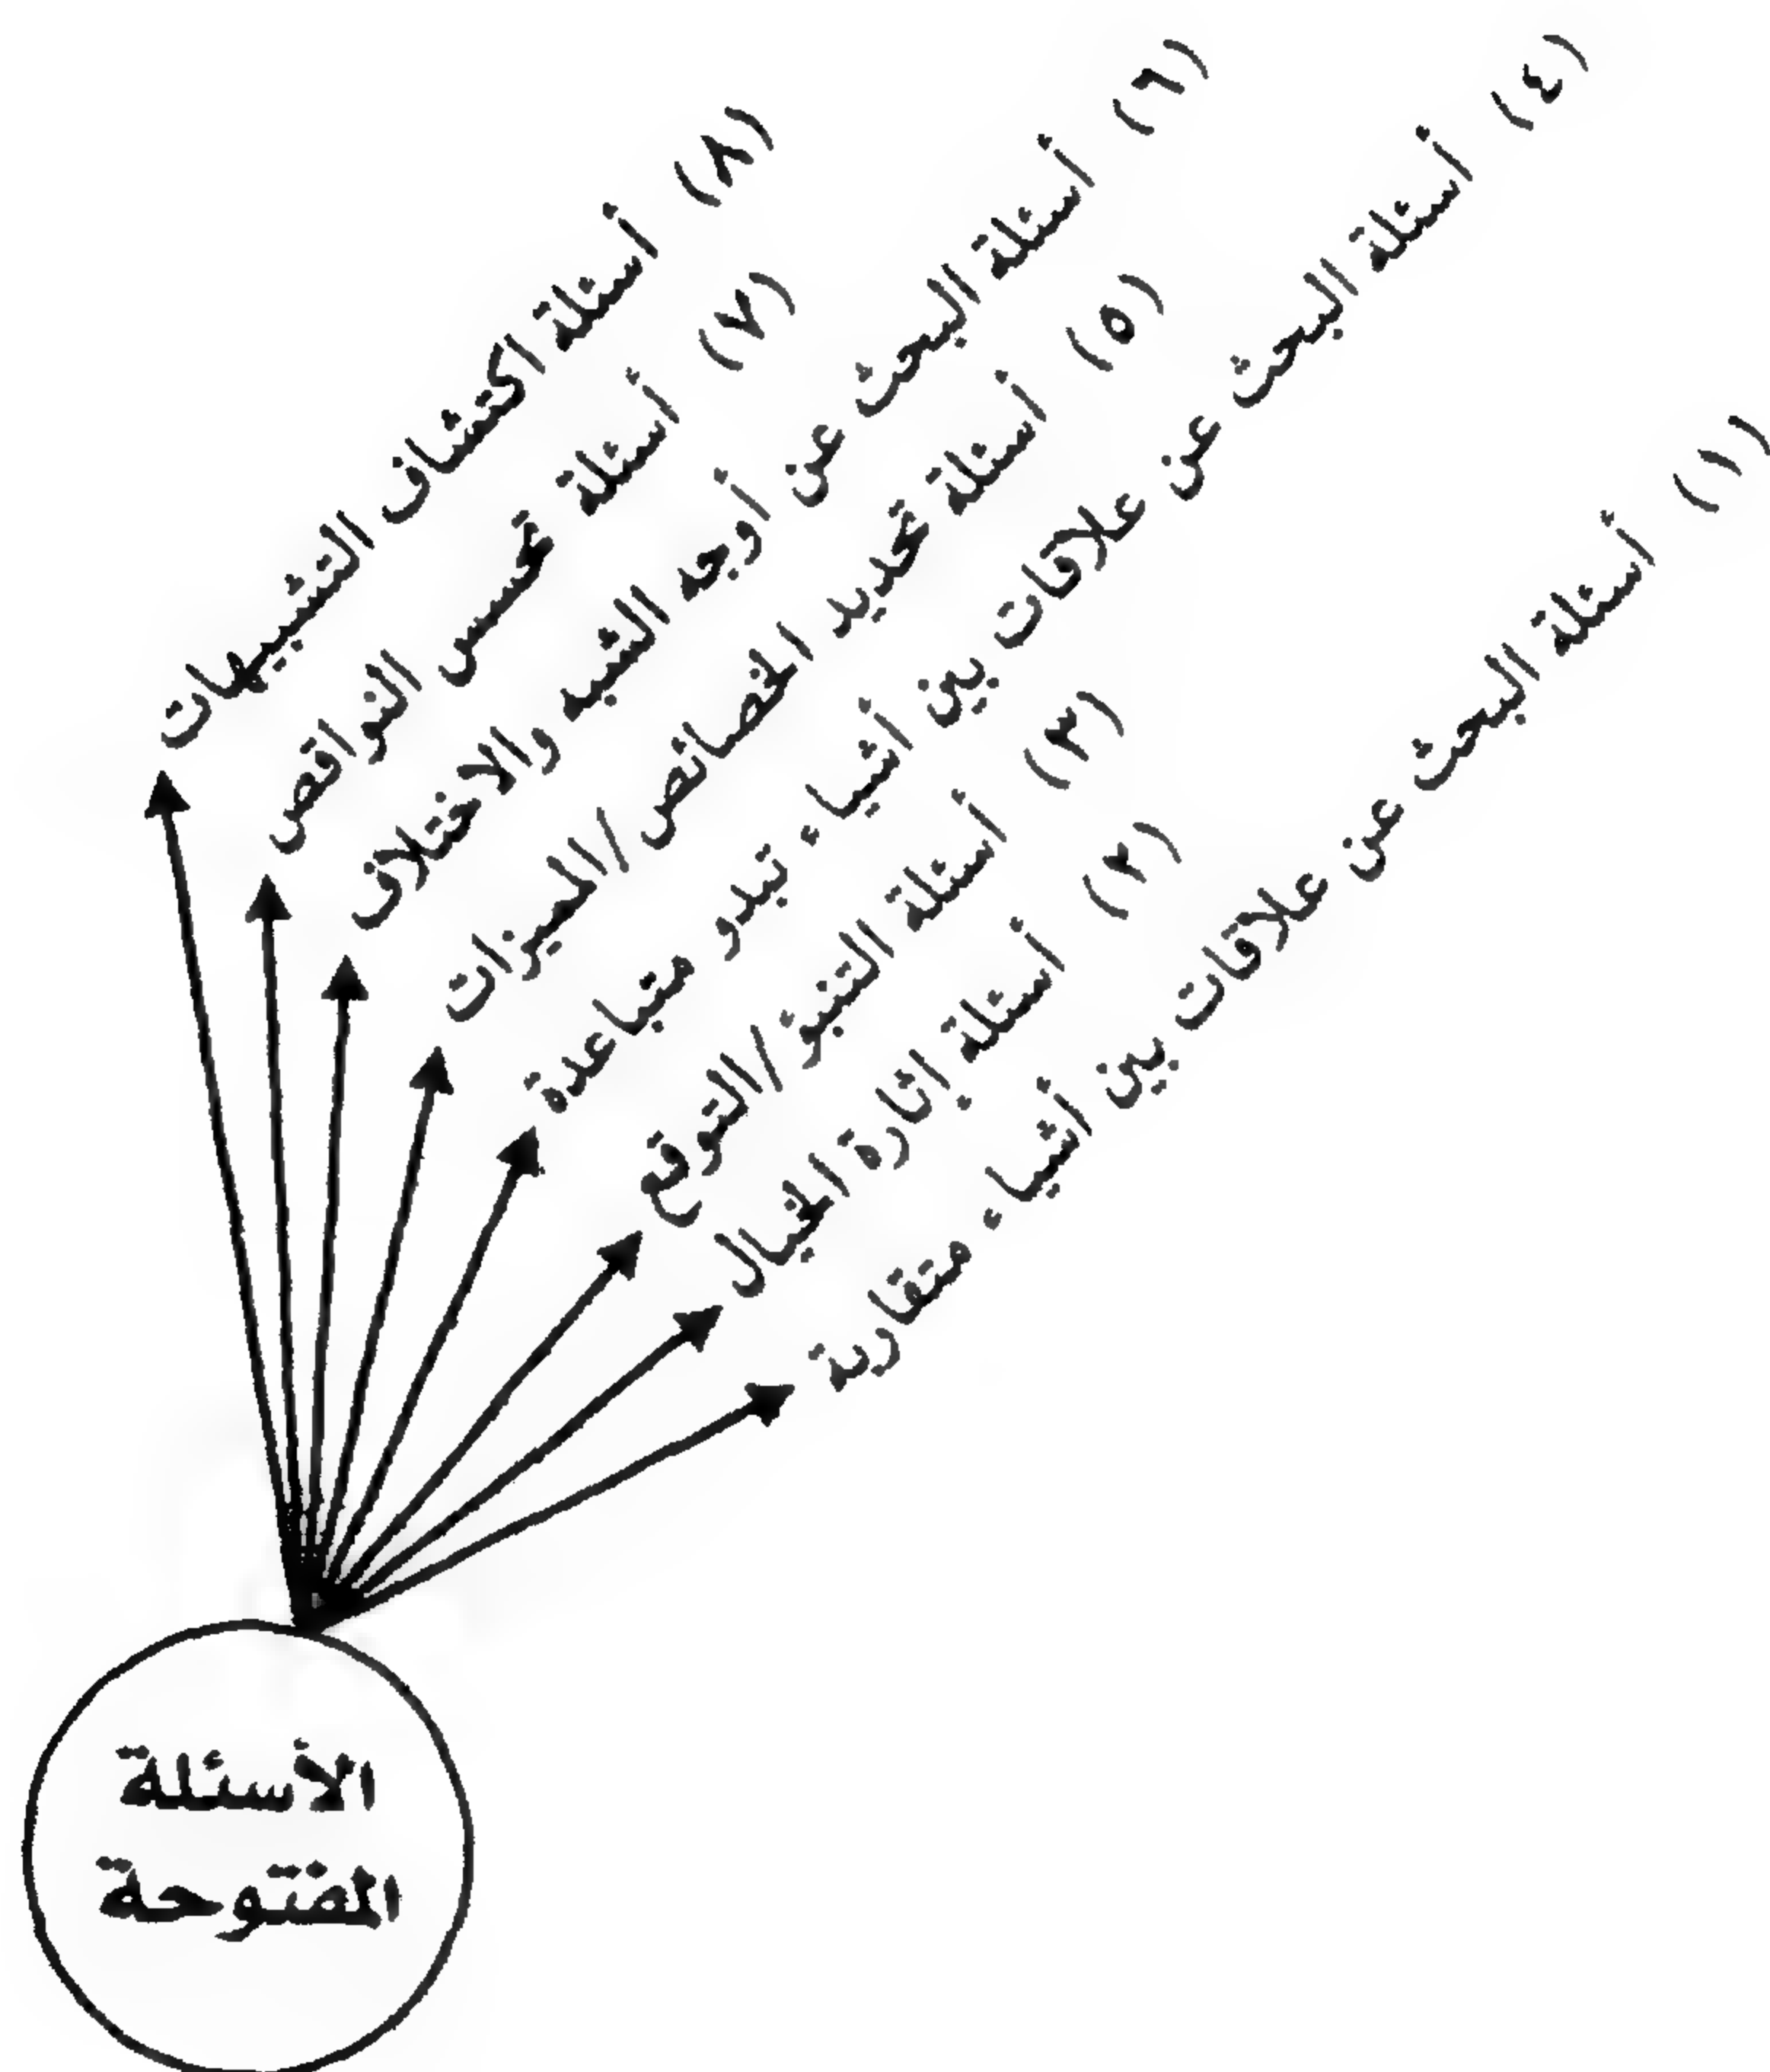 (٨) أسئلة اكتشاف التشبيهات
(٧) أسئلة تحسس النواقص
(٦) أسئلة البحث عن أوجه الشبه والاختلاف
(٥) أسئلة تحديد الخصائص/المميزات
(٤) أسئلة البحث عن علاقات بين أشياء تبدو متباعدة
(٣) أسئلة التنبؤ/التوقع
(٢) أسئلة إثارة الخيال
(١) أسئلة البحث عن علاقات بين أشياء متقاربة
الأسئلة
المفتوحة